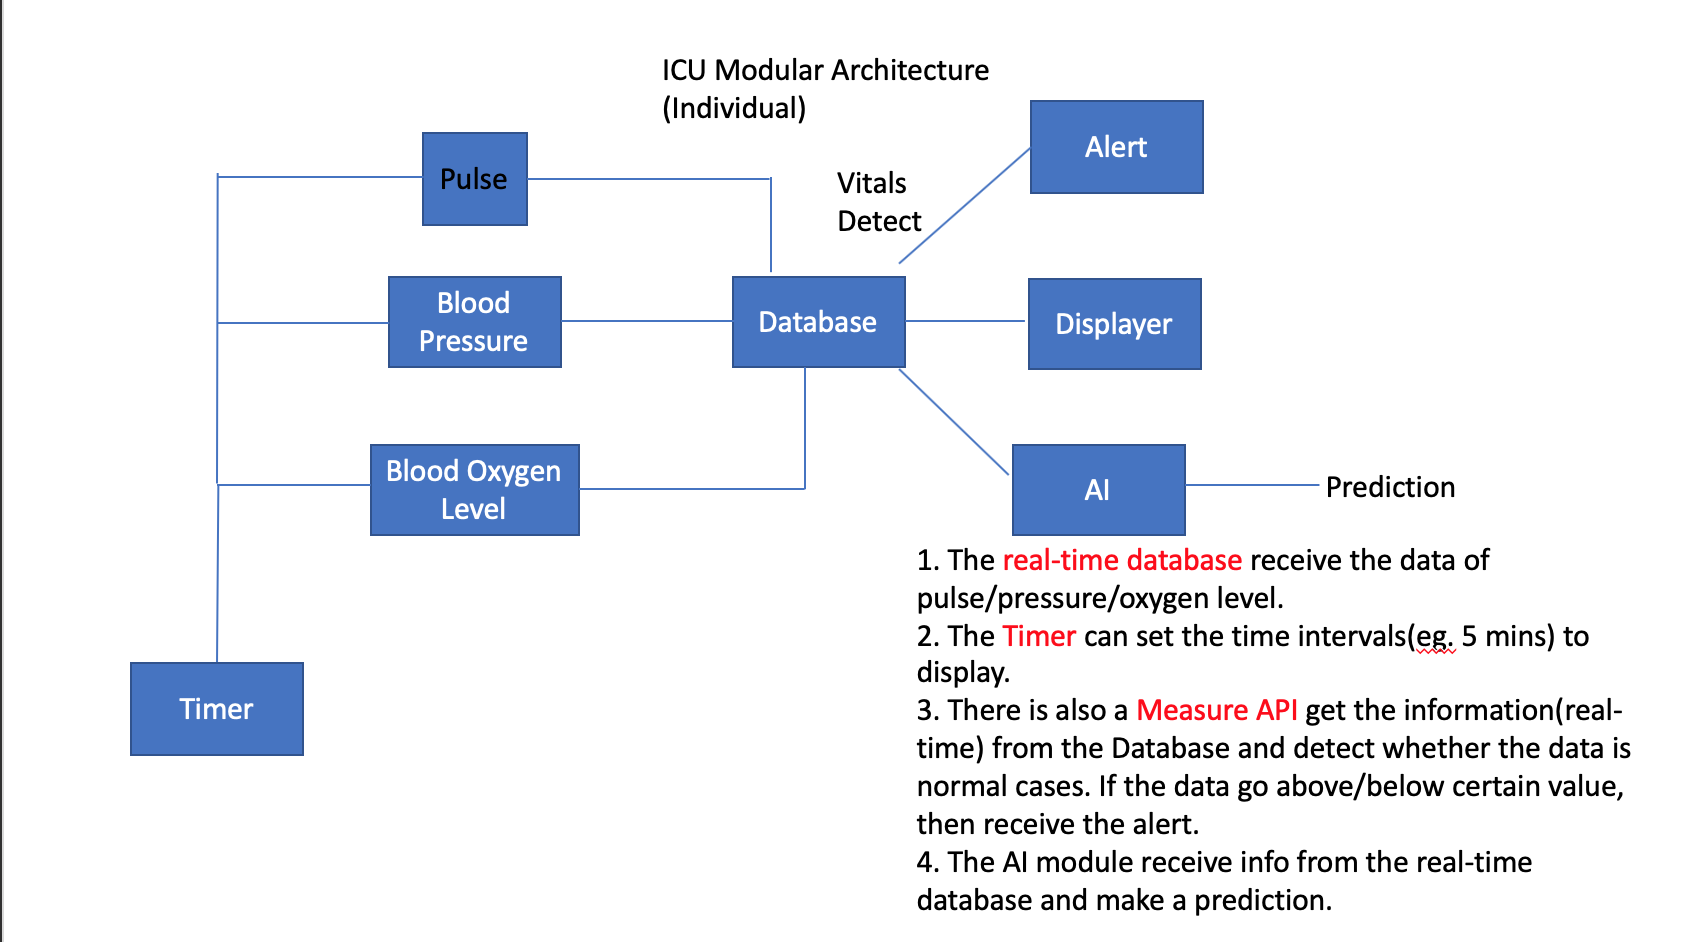 ICU Modular Architecture
(Individual)
Alert
Pulse
Vitals
Detect
Blood
Pressure
Database
Displayer
Blood Oxygen
Level
AI
Prediction
1. The real-time database receive the data of
pulse/pressure/oxygen level.
2. The Timer can set the time intervals(eg. 5 mins) to
display.
3. There is also a Measure API get the information(real-
time) from the Database and detect whether the data is
normal cases. If the data go above/below certain value,
then receive the alert.
4. The AI module receive info from the real-time
database and make a prediction.
Timer